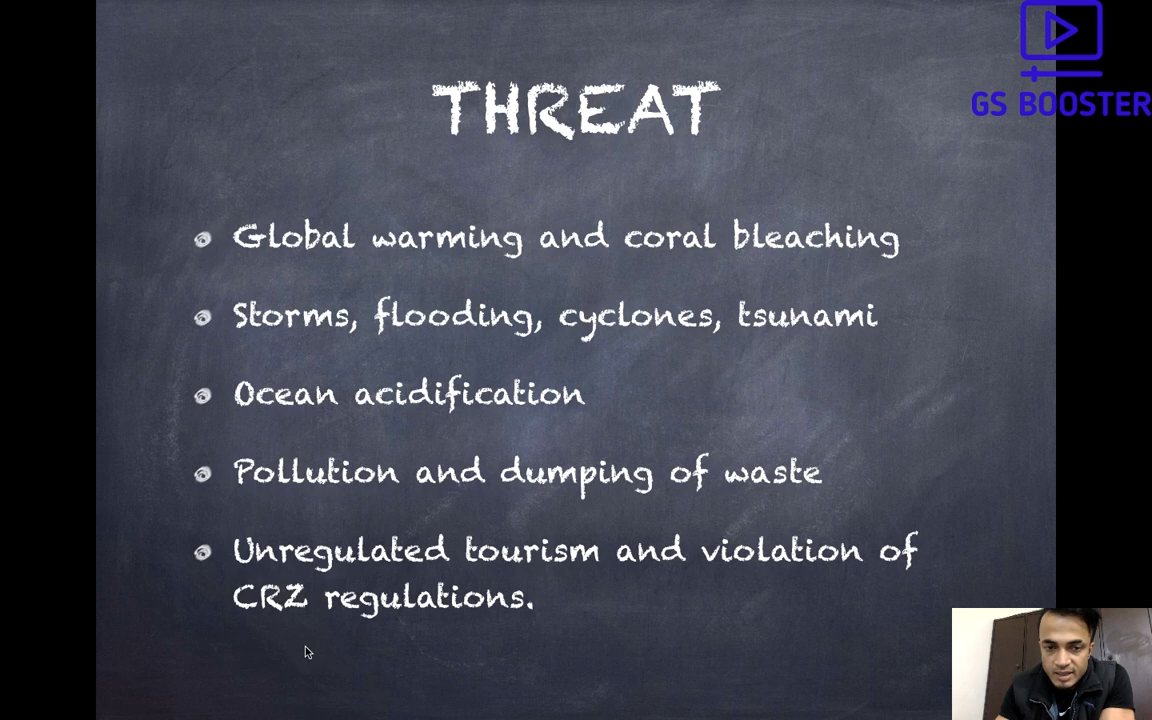 GS BOOSTER
THREAT
Global warming and coral bleaching
Storms, flooding, cyclones, tsunami
Ocean acidification
Pollution and dumping of waste
Unregulated tourism and violation of
CRZ regulations.